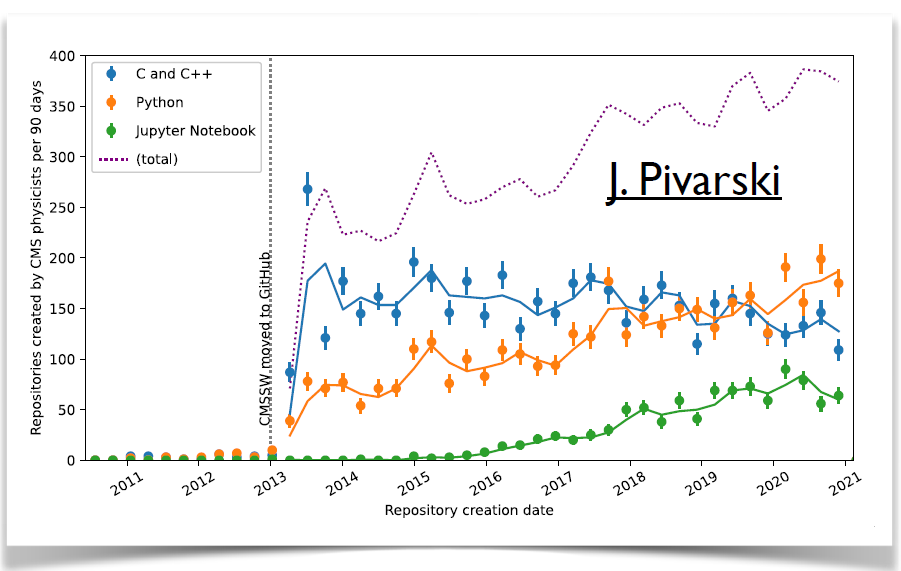 400
350
300
250
200
150
100
50
0
Repositories created by CMS physicists per 90 days
C and C++
Python
Jupyter Notebook
(total)
J. Pivarski
CMSSW moved to GitHub
2011 2012 2013 2014 2015 2016 2017 2018 2019 2020 2021
Repository creation date